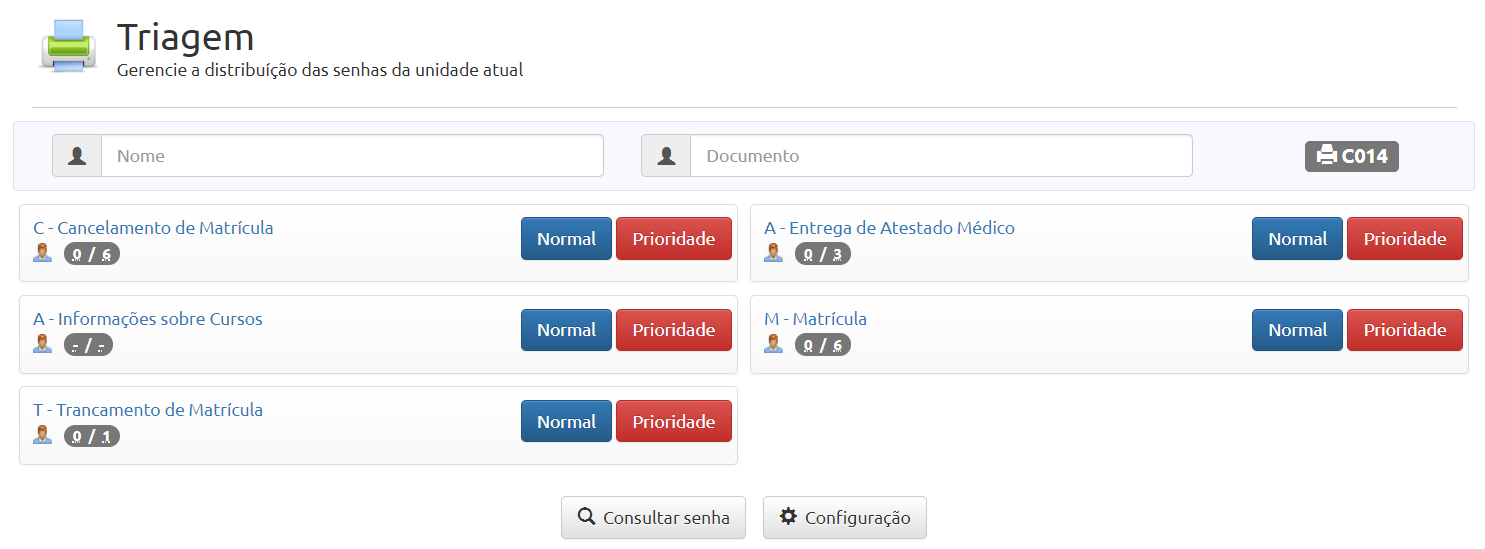 Triagem
Gerencie a distribuíção das senhas da unidade atual
Nome
Documento
C014
C - Cancelamento de Matrícula
0 / 6
Normal
Prioridade
A - Entrega de Atestado Médico
0 / 3
Normal
Prioridade
A - Informações sobre Cursos
- / -
Normal
Prioridade
M - Matrícula
0 / 6
Normal
Prioridade
T - Trancamento de Matrícula
0 / 1
Normal
Prioridade
Consultar senha
Configuração